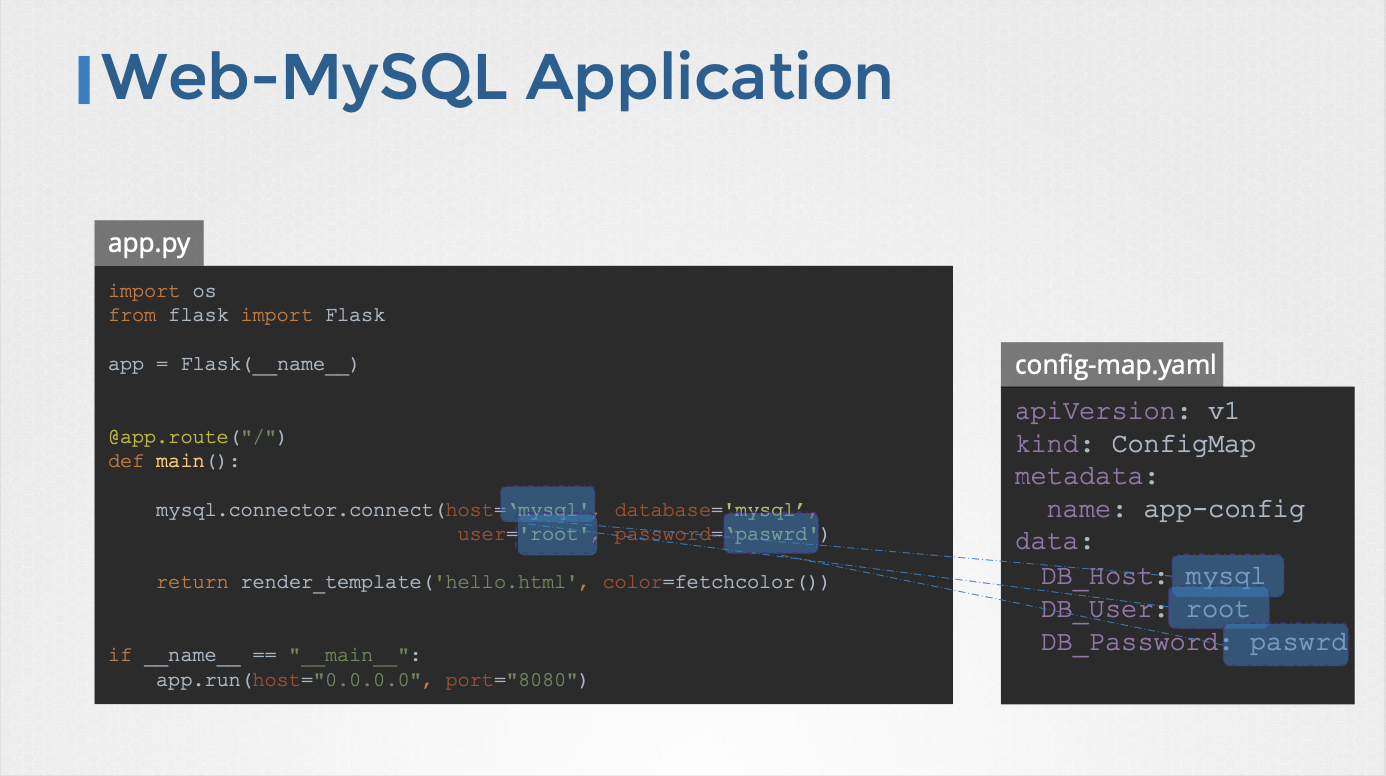 Web-MySQL Application
app.py
import os
from flask import Flask
app = Flask(__name__)
@app.route("/")
def main():
mysql.connector.connect(host=‘mysql', database='mysql’,
user='root', password=‘paswrd')
return render_template('hello.html', color=fetchcolor())
if __name__ == "__main__":
app.run(host="0.0.0.0", port="8080")
config-map.yaml
apiVersion: v1
kind: ConfigMap
metadata:
name: app-config
data:
DB_Host: mysql
DB_User: root
DB_Password: paswrd